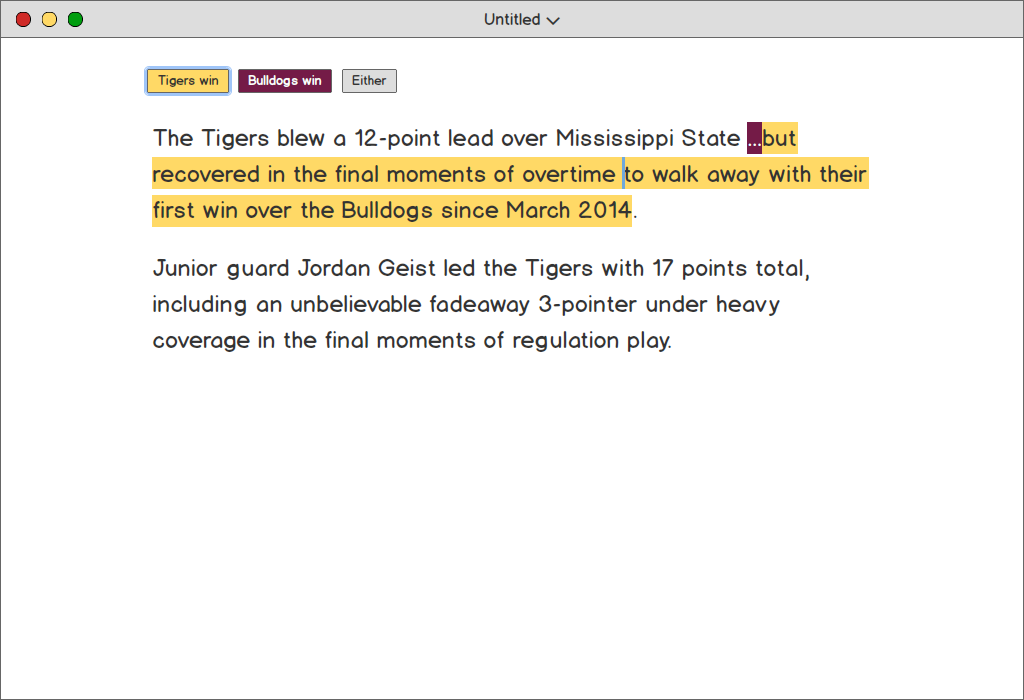 Untitled
Tigers win Bulldogs win Either
The Tigers blew a 12-point lead over Mississippi State ...but
recovered in the final moments of overtime to walk away with their
first win over the Bulldogs since March 2014.
Junior guard Jordan Geist led the Tigers with 17 points total,
including an unbelievable fadeaway 3-pointer under heavy
coverage in the final moments of regulation play.